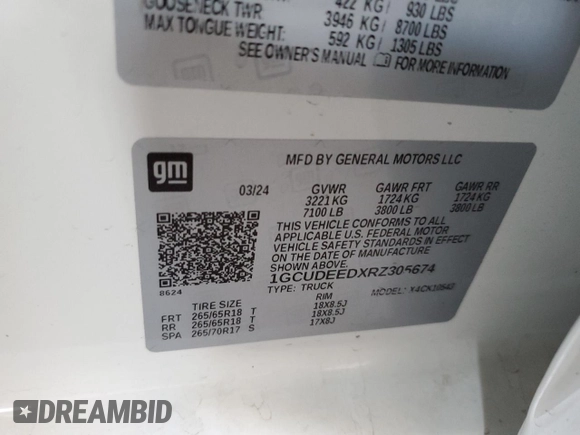 422 KG / 930 LBS
GOOSENECK TWR 3946 KG / 8700 LBS
MAX TONGUE WEIGHT: 592 KG / 1305 LBS
SEE OWNER'S MANUAL FOR MORE INFORMATION
gm
MFD BY GENERAL MOTORS LLC
03/24 GVWR GAWR FRT GAWR RR
3221 KG 1724 KG 1724 KG
7100 LB 3800 LB 3800 LB
THIS VEHICLE CONFORMS TO ALL
APPLICABLE U.S. FEDERAL MOTOR
VEHICLE SAFETY STANDARDS IN EFFECT
ON THE DATE OF MANUFACTURE
SHOWN ABOVE.
1GCUDEEDXRZ305674
8624 TYPE: TRUCK MODEL:
TIRE SIZE RIM
FRT 265/65R18 T 18X8.5J
RR 265/65R18 T 18X8.5J
SPA 265/70R17 S 17X8J
DREAMBID